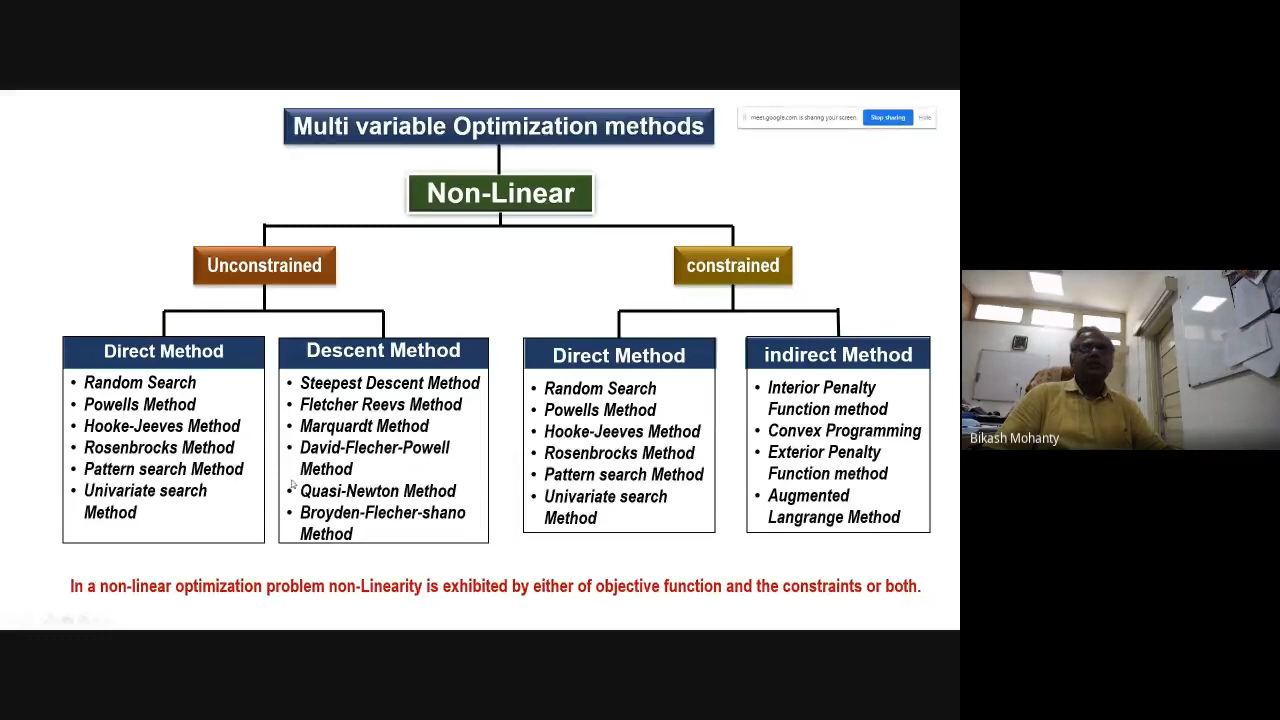 Multi variable Optimization methods
meet.google.com is sharing your screen.
Stop sharing
Hide
Non-Linear
Unconstrained
constrained
Direct Method
• Random Search
• Powells Method
• Hooke-Jeeves Method
• Rosenbrocks Method
• Pattern search Method
• Univariate search
Method
Descent Method
• Steepest Descent Method
• Fletcher Reevs Method
• Marquardt Method
• David-Flecher-Powell
Method
• Quasi-Newton Method
• Broyden-Flecher-shano
Method
Direct Method
• Random Search
• Powells Method
• Hooke-Jeeves Method
• Rosenbrocks Method
• Pattern search Method
• Univariate search
Method
indirect Method
• Interior Penalty
Function method
• Convex Programming
• Exterior Penalty
Function method
• Augmented
Langrange Method
In a non-linear optimization problem non-Linearity is exhibited by either of objective function and the constraints or both.
Bikash Mohanty